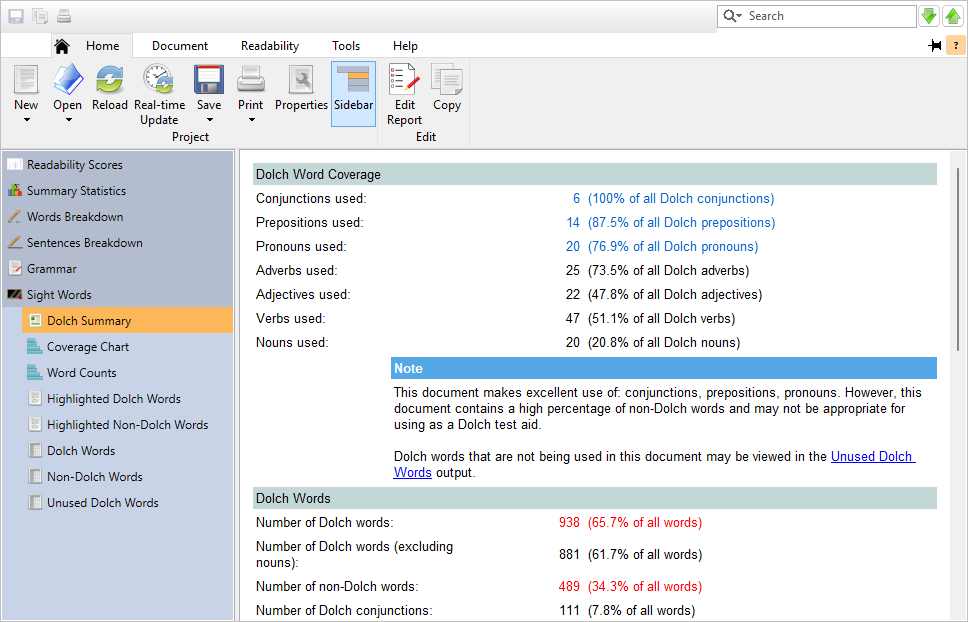 Search
Home Document Readability Tools Help
?
New Open Reload Real-time Update Save Print Properties Sidebar Edit Report Copy
Project Edit
Readability Scores
Summary Statistics
Words Breakdown
Sentences Breakdown
Grammar
Sight Words
Dolch Summary
Coverage Chart
Word Counts
Highlighted Dolch Words
Highlighted Non-Dolch Words
Dolch Words
Non-Dolch Words
Unused Dolch Words
Dolch Word Coverage
Conjunctions used: 6 (100% of all Dolch conjunctions)
Prepositions used: 14 (87.5% of all Dolch prepositions)
Pronouns used: 20 (76.9% of all Dolch pronouns)
Adverbs used: 25 (73.5% of all Dolch adverbs)
Adjectives used: 22 (47.8% of all Dolch adjectives)
Verbs used: 47 (51.1% of all Dolch verbs)
Nouns used: 20 (20.8% of all Dolch nouns)
Note
This document makes excellent use of: conjunctions, prepositions, pronouns. However, this
document contains a high percentage of non-Dolch words and may not be appropriate for
using as a Dolch test aid.
Dolch words that are not being used in this document may be viewed in the Unused Dolch
Words output.
Dolch Words
Number of Dolch words: 938 (65.7% of all words)
Number of Dolch words (excluding
nouns): 881 (61.7% of all words)
Number of non-Dolch words: 489 (34.3% of all words)
Number of Dolch conjunctions: 111 (7.8% of all words)